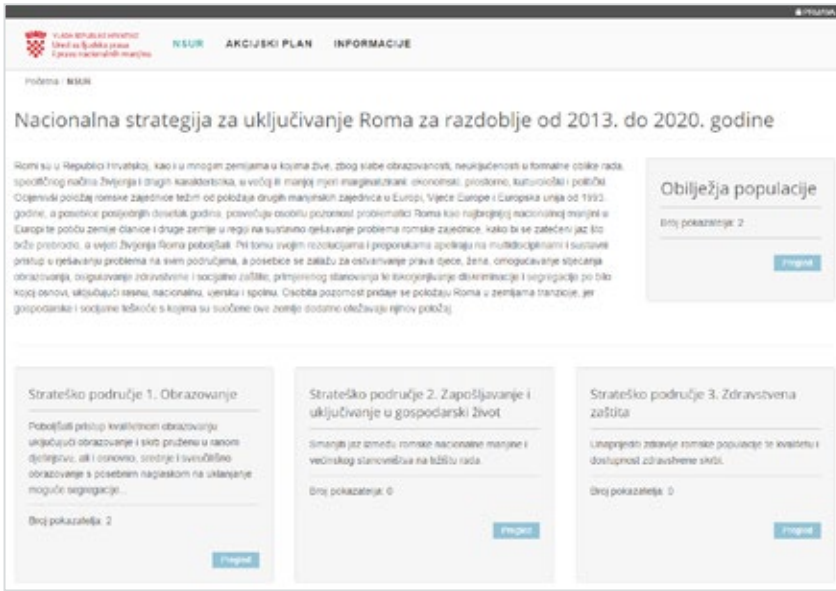 PRIJAVA
VLADA REPUBLIKE HRVATSKE
Ured za ljudska prava
i prava nacionalnih manjina
NSUR AKCIJSKI PLAN INFORMACIJE
Početna / NSUR
Nacionalna strategija za uključivanje Roma za razdoblje od 2013. do 2020. godine
Romi su u Republici Hrvatskoj, kao i u mnogim zemljama u kojima žive, zbog slabe obrazovanosti, neuključenosti u formalne oblike rada,
specifičnog načina življenja i drugih karakteristika, u većoj ili manjoj mjeri marginalizirani: ekonomski, prostorno, kulturološki i politički.
Ocijenivši položaj romske zajednice težim od položaja drugih manjinskih zajednica u Europi, Vijeće Europe i Europska unija od 1993.
godine, a posebice posljednjih desetak godina, posvećuju osobitu pozornost problematici Roma kao najbrojnijoj nacionalnoj manjini u
Europi te potiču zemlje članice i druge zemlje u regiji na sustavno rješavanje problema romske zajednice, kako bi se zatečeni jaz što
brže prebrodio, a uvjeti življenja Roma poboljšali. Pri tomu svojim rezolucijama i preporukama apeliraju na multidisciplinarni i sustavni
pristup u rješavanju problema na svim područjima, a posebice se zalažu za ostvarivanje prava djece, žena, omogućavanje stjecanja
obrazovanja, osiguravanje zdravstvene i socijalne zaštite, primjerenog stanovanja te iskorjenjivanje diskriminacije i segregacije po bilo
kojoj osnovi, uključujući rasnu, nacionalnu, vjersku i spolnu. Osobita pozornost pridaje se položaju Roma u zemljama tranzicije, jer
gospodarske i socijalne teškoće s kojima su suočene ove zemlje dodatno otežavaju njihov položaj.
Obilježja populacije
Broj pokazatelja: 2
Pregled
Strateško područje 1. Obrazovanje
Poboljšati pristup kvalitetnom obrazovanju
uključujući obrazovanje i skrb pruženu u ranom
djetinjstvu, ali i osnovno, srednje i sveučilišno
obrazovanje s posebnim naglaskom na uklanjanje
moguće segregacije...
Broj pokazatelja: 2
Pregled
Strateško područje 2. Zapošljavanje i
uključivanje u gospodarski život
Smanjiti jaz između romske nacionalne manjine i
većinskog stanovništva na tržištu rada.
Broj pokazatelja: 0
Pregled
Strateško područje 3. Zdravstvena
zaštita
Unaprijediti zdravlje romske populacije te kvalitetu i
dostupnost zdravstvene skrbi.
Broj pokazatelja: 0
Pregled